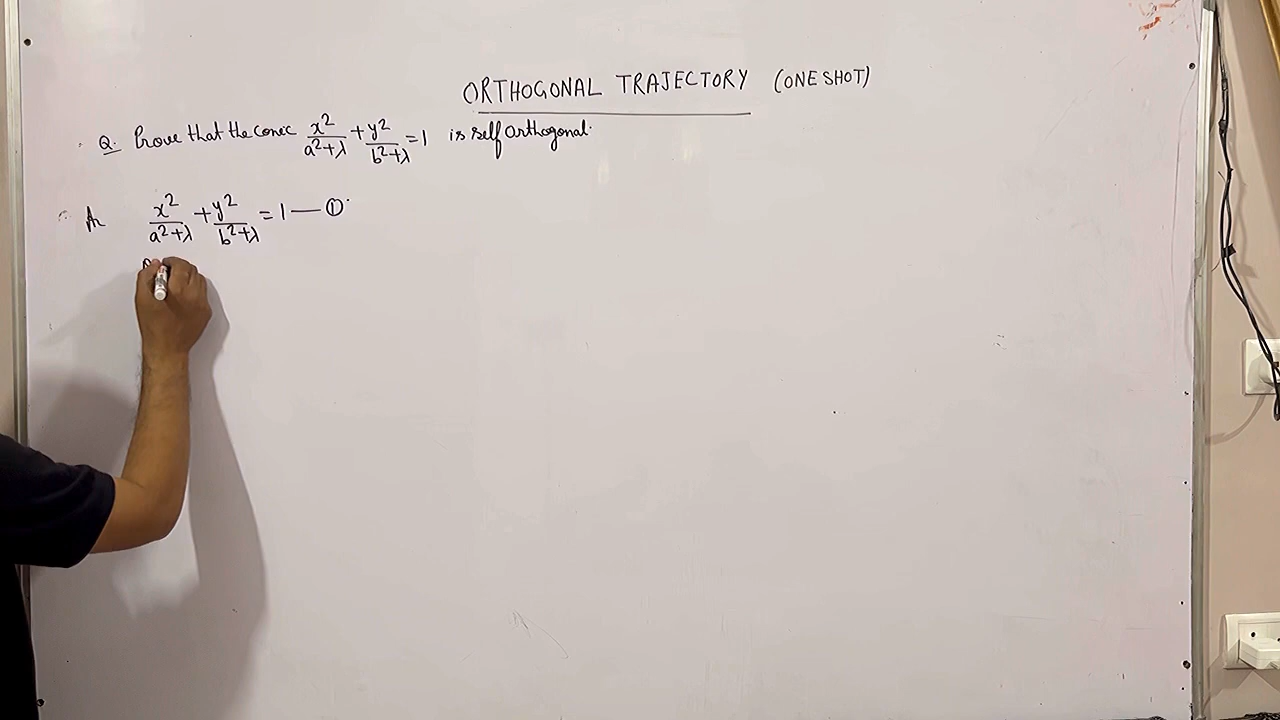 ORTHOGONAL TRAJECTORY (ONE SHOT)
Q. Prove that the conic x²/(a²+λ) + y²/(b²+λ) = 1 is self orthogonal.
x²/(a²+λ) + y²/(b²+λ) = 1 — ①